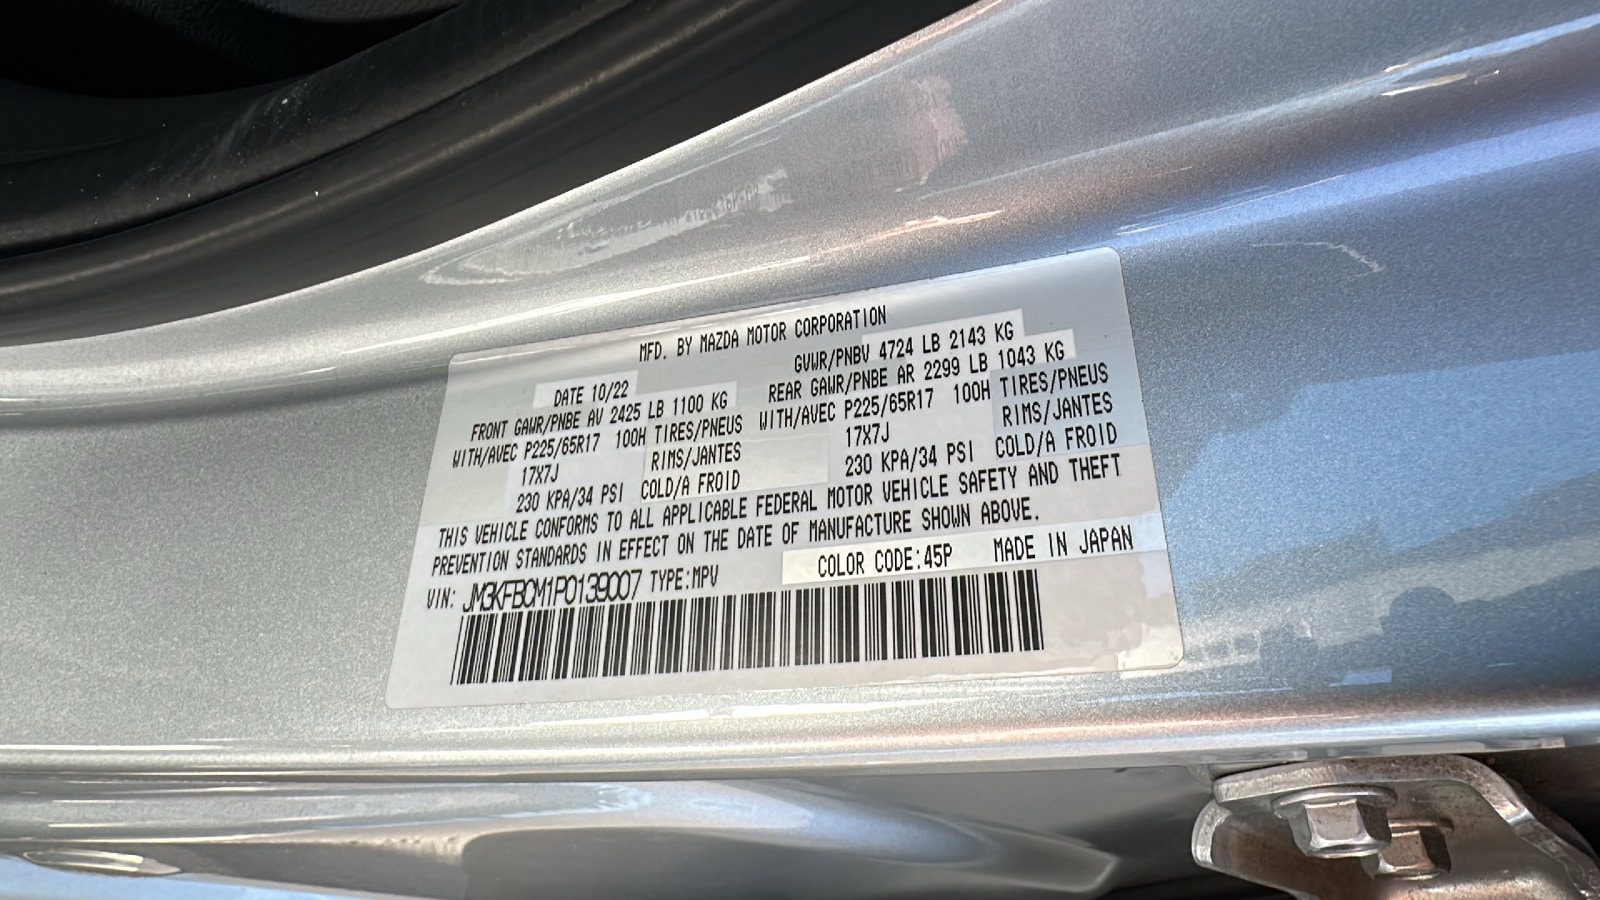 MFD. BY MAZDA MOTOR CORPORATION
DATE 10/22 GVWR/PNBV 4724 LB 2143 KG
FRONT GAWR/PNBE AV 2425 LB 1100 KG REAR GAWR/PNBE AR 2299 LB 1043 KG
WITH/AVEC P225/65R17 100H TIRES/PNEUS WITH/AVEC P225/65R17 100H TIRES/PNEUS
17X7J RIMS/JANTES 17X7J RIMS/JANTES
230 KPA/34 PSI COLD/A FROID 230 KPA/34 PSI COLD/A FROID
THIS VEHICLE CONFORMS TO ALL APPLICABLE FEDERAL MOTOR VEHICLE SAFETY AND THEFT
PREVENTION STANDARDS IN EFFECT ON THE DATE OF MANUFACTURE SHOWN ABOVE.
COLOR CODE:45P MADE IN JAPAN
VIN: JM3KFBCM1P0139007 TYPE:MPV